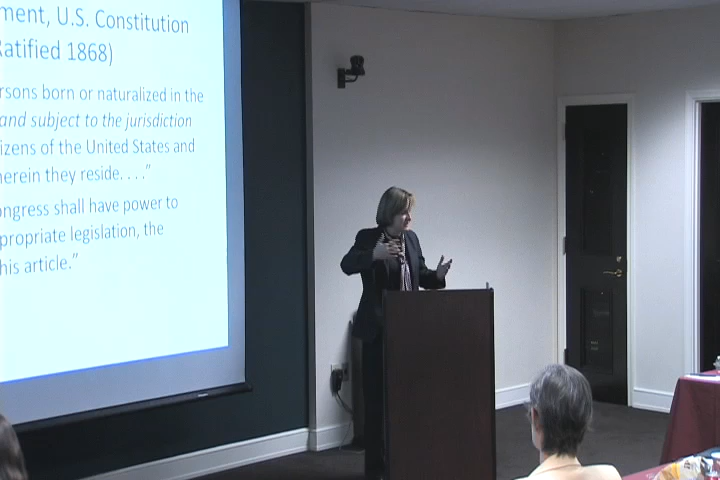 ment, U.S. Constitution
Ratified 1868)
rsons born or naturalized in the
and subject to the jurisdiction
izens of the United States and
herein they reside. . . .”
ongress shall have power to
propriate legislation, the
his article.”